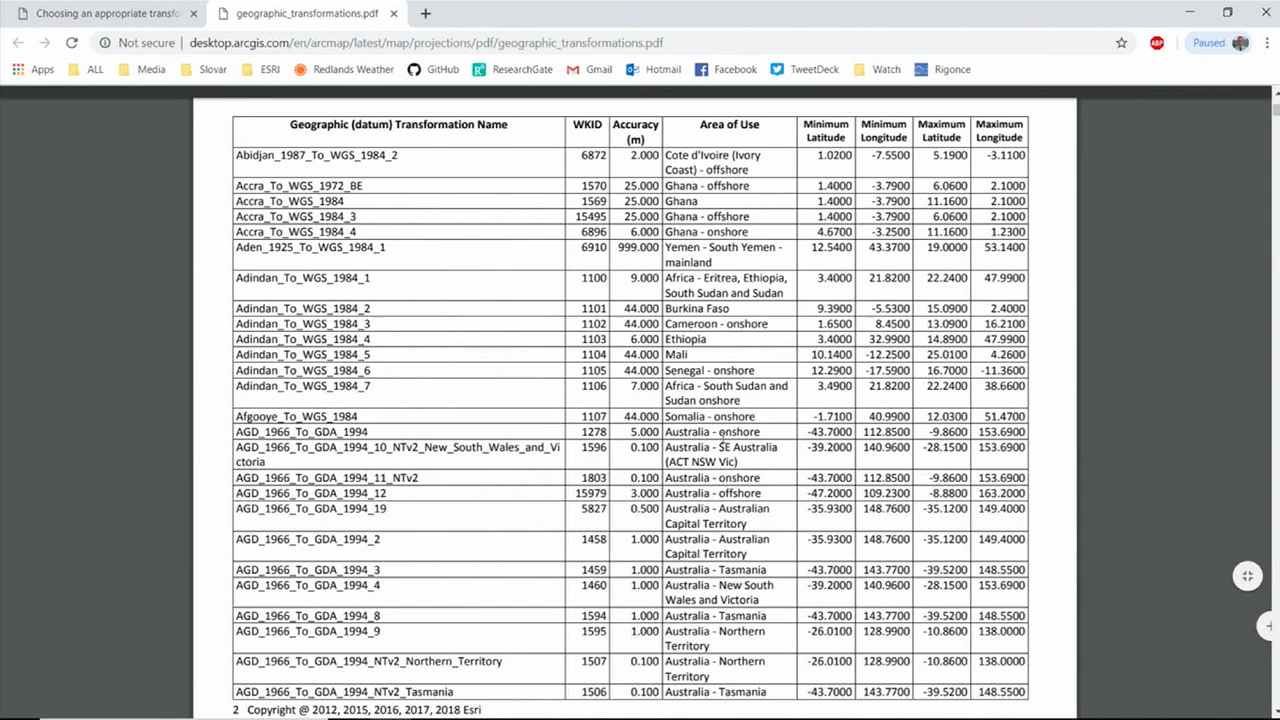 Choosing an appropriate transfo
geographic_transformations.pdf
Not secure
desktop.arcgis.com/en/arcmap/latest/map/projections/pdf/geographic_transformations.pdf
ABP
Paused
Apps ALL Media Slovar ESRI Redlands Weather GitHub ResearchGate Gmail Hotmail Facebook TweetDeck Watch Rigonce
Geographic (datum) Transformation Name WKID Accuracy Area of Use Minimum Minimum Maximum Maximum
(m) Latitude Longitude Latitude Longitude
Abidjan_1987_To_WGS_1984_2 6872 2.000 Cote d'Ivoire (Ivory 1.0200 -7.5500 5.1900 -3.1100
Coast) - offshore
Accra_To_WGS_1972_BE 1570 25.000 Ghana - offshore 1.4000 -3.7900 6.0600 2.1000
Accra_To_WGS_1984 1569 25.000 Ghana 1.4000 -3.7900 11.1600 2.1000
Accra_To_WGS_1984_3 15495 25.000 Ghana - offshore 1.4000 -3.7900 6.0600 2.1000
Accra_To_WGS_1984_4 6896 6.000 Ghana - onshore 4.6700 -3.2500 11.1600 1.2300
Aden_1925_To_WGS_1984_1 6910 999.000 Yemen - South Yemen - 12.5400 43.3700 19.0000 53.1400
mainland
Adindan_To_WGS_1984_1 1100 9.000 Africa - Eritrea, Ethiopia, 3.4000 21.8200 22.2400 47.9900
South Sudan and Sudan
Adindan_To_WGS_1984_2 1101 44.000 Burkina Faso 9.3900 -5.5300 15.0900 2.4000
Adindan_To_WGS_1984_3 1102 44.000 Cameroon - onshore 1.6500 8.4500 13.0900 16.2100
Adindan_To_WGS_1984_4 1103 6.000 Ethiopia 3.4000 32.9900 14.8900 47.9900
Adindan_To_WGS_1984_5 1104 44.000 Mali 10.1400 -12.2500 25.0100 4.2600
Adindan_To_WGS_1984_6 1105 44.000 Senegal - onshore 12.2900 -17.5900 16.7000 -11.3600
Adindan_To_WGS_1984_7 1106 7.000 Africa - South Sudan and 3.4900 21.8200 22.2400 38.6600
Sudan onshore
Afgooye_To_WGS_1984 1107 44.000 Somalia - onshore -1.7100 40.9900 12.0300 51.4700
AGD_1966_To_GDA_1994 1278 5.000 Australia - onshore -43.7000 112.8500 -9.8600 153.6900
AGD_1966_To_GDA_1994_10_NTv2_New_South_Wales_and_Vi 1596 0.100 Australia - SE Australia -39.2000 140.9600 -28.1500 153.6900
ctoria (ACT NSW Vic)
AGD_1966_To_GDA_1994_11_NTv2 1803 0.100 Australia - onshore -43.7000 112.8500 -9.8600 153.6900
AGD_1966_To_GDA_1994_12 15979 3.000 Australia - offshore -47.2000 109.2300 -8.8800 163.2000
AGD_1966_To_GDA_1994_19 5827 0.500 Australia - Australian -35.9300 148.7600 -35.1200 149.4000
Capital Territory
AGD_1966_To_GDA_1994_2 1458 1.000 Australia - Australian -35.9300 148.7600 -35.1200 149.4000
Capital Territory
AGD_1966_To_GDA_1994_3 1459 1.000 Australia - Tasmania -43.7000 143.7700 -39.5200 148.5500
AGD_1966_To_GDA_1994_4 1460 1.000 Australia - New South -39.2000 140.9600 -28.1500 153.6900
Wales and Victoria
AGD_1966_To_GDA_1994_8 1594 1.000 Australia - Tasmania -43.7000 143.7700 -39.5200 148.5500
AGD_1966_To_GDA_1994_9 1595 1.000 Australia - Northern -26.0100 128.9900 -10.8600 138.0000
Territory
AGD_1966_To_GDA_1994_NTv2_Northern_Territory 1507 0.100 Australia - Northern -26.0100 128.9900 -10.8600 138.0000
Territory
AGD_1966_To_GDA_1994_NTv2_Tasmania 1506 0.100 Australia - Tasmania -43.7000 143.7700 -39.5200 148.5500
2 Copyright @ 2012, 2015, 2016, 2017, 2018 Esri